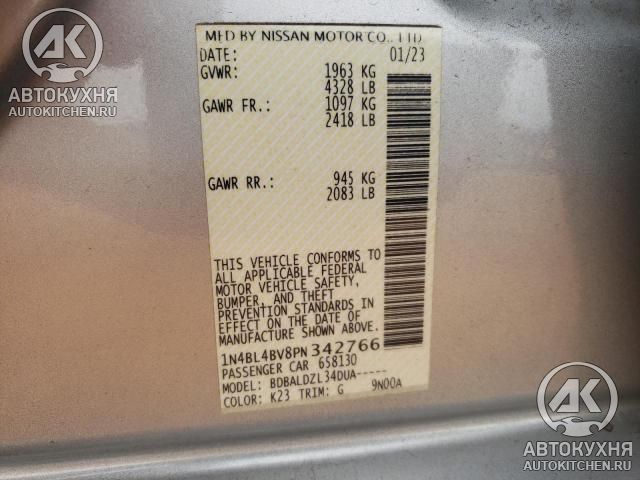 MFD BY NISSAN MOTOR CO., LTD.
DATE: 01/23
GVWR: 1963 KG
4328 LB
GAWR FR.: 1097 KG
2418 LB
GAWR RR.: 945 KG
2083 LB
THIS VEHICLE CONFORMS TO
ALL APPLICABLE FEDERAL
MOTOR VEHICLE SAFETY,
BUMPER, AND THEFT
PREVENTION STANDARDS IN
EFFECT ON THE DATE OF
MANUFACTURE SHOWN ABOVE.
1N4BL4BV8PN342766
PASSENGER CAR 658130
MODEL: BDBALDZL34DUA-----
COLOR: K23 TRIM: G 9N00A
АК
АВТОКУХНЯ
AUTOKITCHEN.RU
АК
АВТОКУХНЯ
AUTOKITCHEN.RU